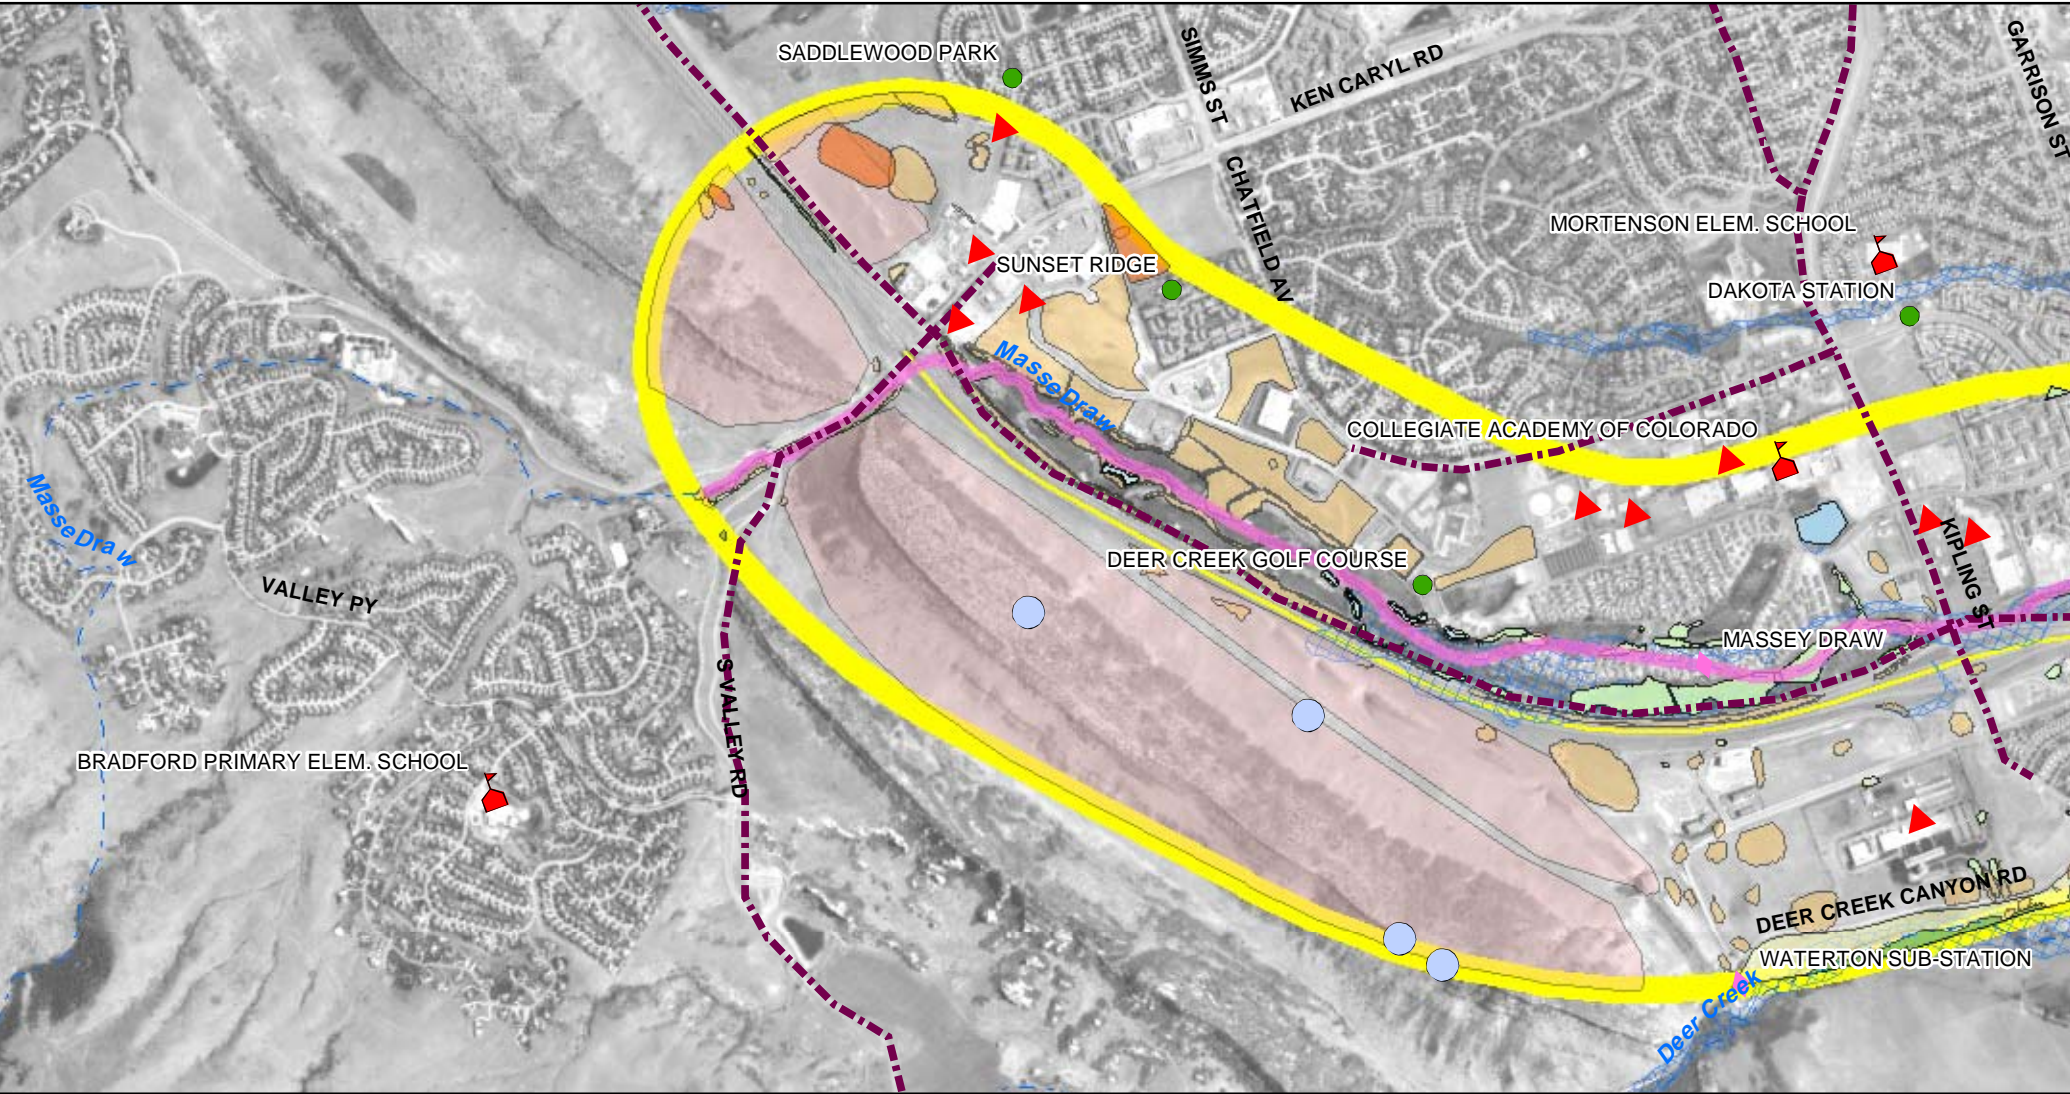 SADDLEWOOD PARK
SIMMS ST
KEN CARYL RD
GARRISON ST
CHATFIELD AV
MORTENSON ELEM. SCHOOL
SUNSET RIDGE
DAKOTA STATION
Masse Draw
COLLEGIATE ACADEMY OF COLORADO
Masse Draw
DEER CREEK GOLF COURSE
KIPLING ST
VALLEY PY
MASSEY DRAW
S VALLEY RD
BRADFORD PRIMARY ELEM. SCHOOL
DEER CREEK CANYON RD
WATERTON SUB-STATION
Deer Creek